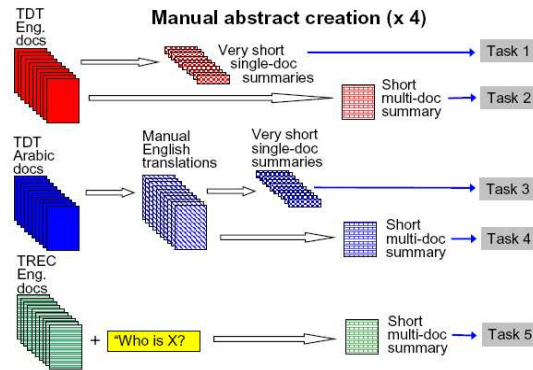 Manual abstract creation (x 4)
TDT
Eng.
docs
Very short
single-doc
summaries
Task 1
Short
multi-doc
summary
Task 2
TDT
Arabic
docs
Manual
English
translations
Very short
single-doc
summaries
Task 3
Short
multi-doc
summary
Task 4
TREC
Eng.
docs
+
"Who is X?
Short
multi-doc
summary
Task 5